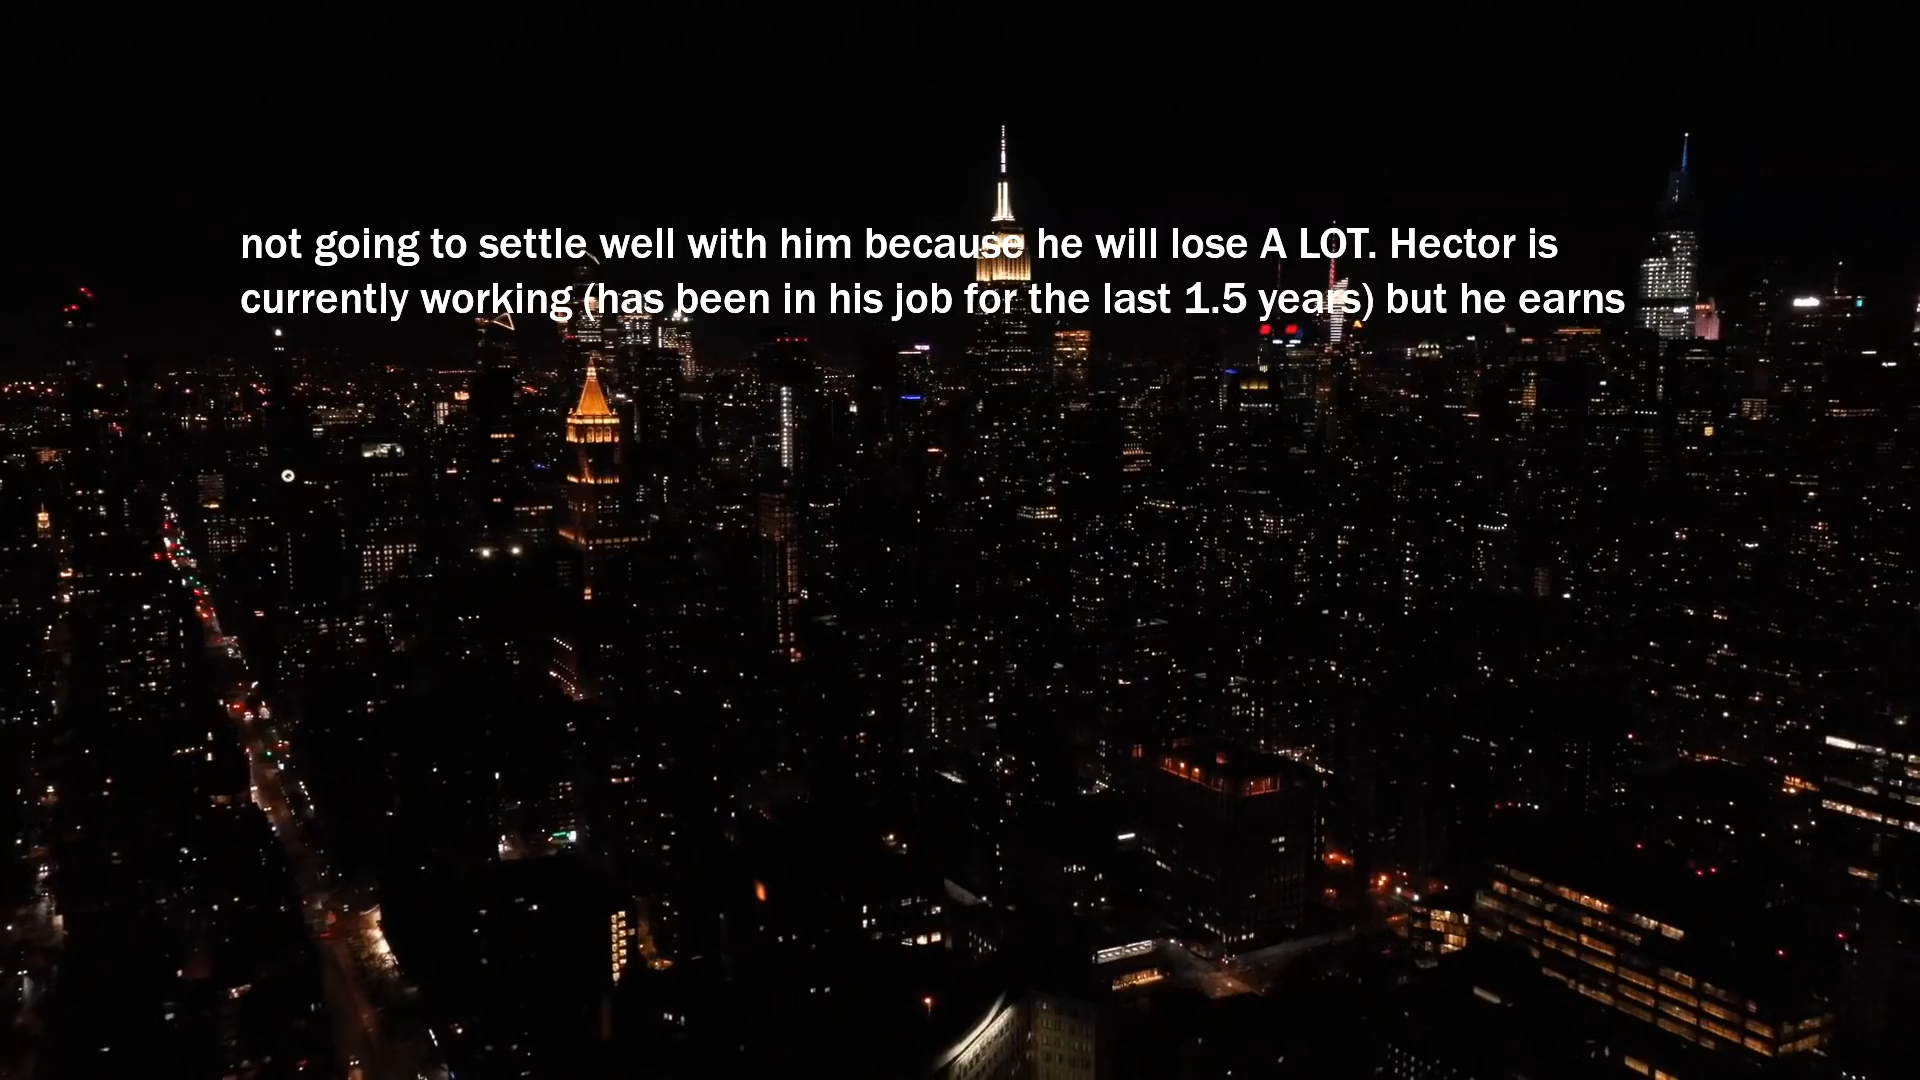 not going to settle well with him because he will lose A LOT. Hector is
currently working (has been in his job for the last 1.5 years) but he earns